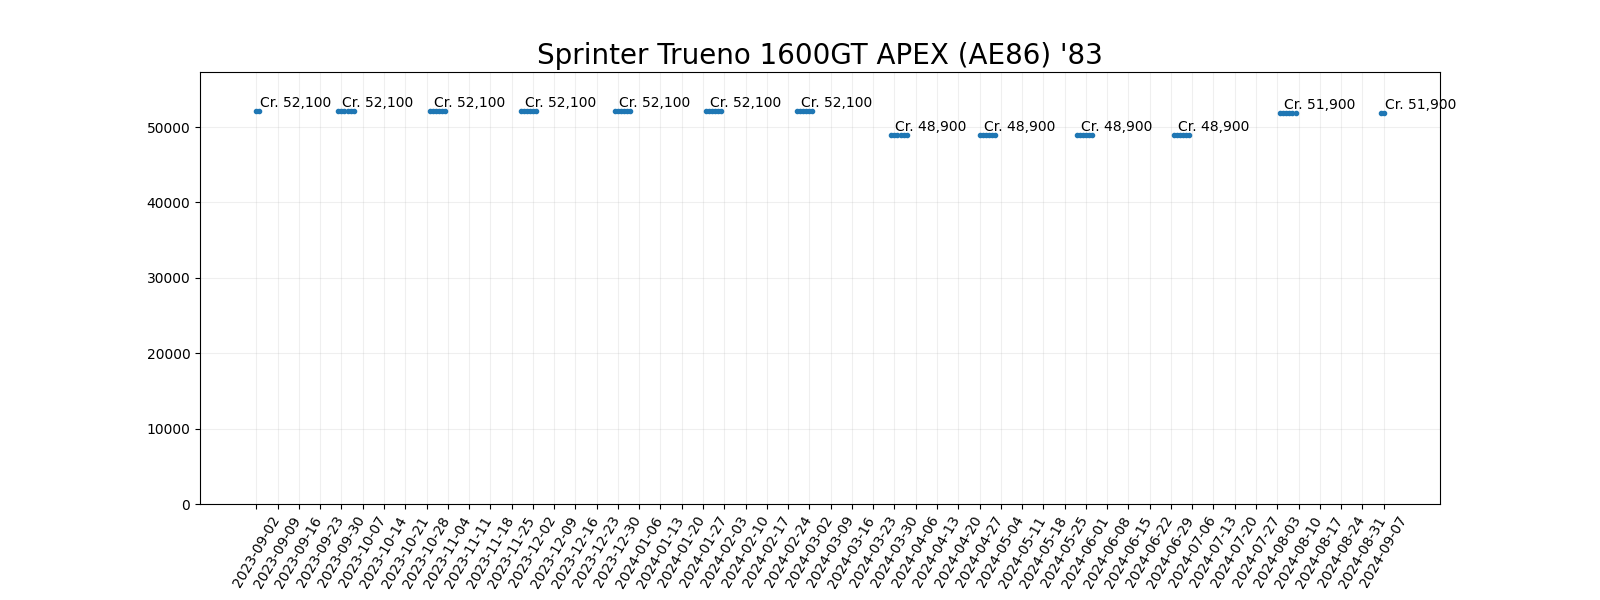 Sprinter Trueno 1600GT APEX (AE86) '83
Cr. 52,100 Cr. 52,100 Cr. 52,100 Cr. 52,100 Cr. 52,100 Cr. 52,100 Cr. 52,100 Cr. 51,900 Cr. 51,900
50000 Cr. 48,900 Cr. 48,900 Cr. 48,900 Cr. 48,900
40000
30000
20000
10000
0
2023-09-02 2023-09-09 2023-09-16 2023-09-23 2023-09-30 2023-10-07 2023-10-14 2023-10-21 2023-10-28 2023-11-04 2023-11-11 2023-11-18 2023-11-25 2023-12-02 2023-12-09 2023-12-16 2023-12-23 2023-12-30 2024-01-06 2024-01-13 2024-01-20 2024-01-27 2024-02-03 2024-02-10 2024-02-17 2024-02-24 2024-03-02 2024-03-09 2024-03-16 2024-03-23 2024-03-30 2024-04-06 2024-04-13 2024-04-20 2024-04-27 2024-05-04 2024-05-11 2024-05-18 2024-05-25 2024-06-01 2024-06-08 2024-06-15 2024-06-22 2024-06-29 2024-07-06 2024-07-13 2024-07-20 2024-07-27 2024-08-03 2024-08-10 2024-08-17 2024-08-24 2024-08-31 2024-09-07